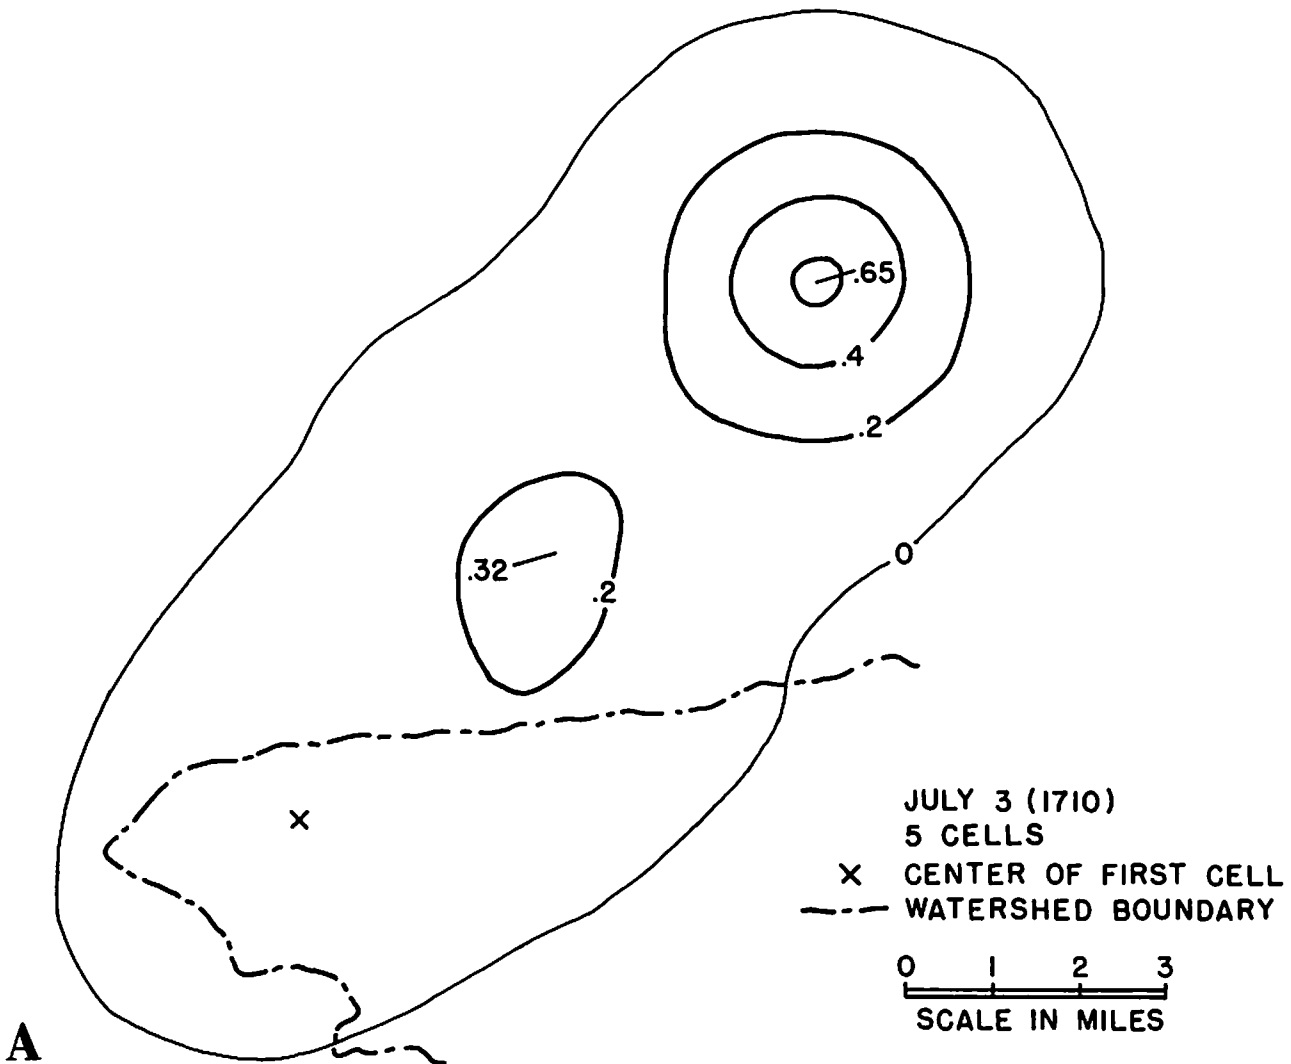 .65
.4
.2
.32
.2
0
JULY 3 (1710)
5 CELLS
× CENTER OF FIRST CELL
WATERSHED BOUNDARY
0 1 2 3
SCALE IN MILES
A